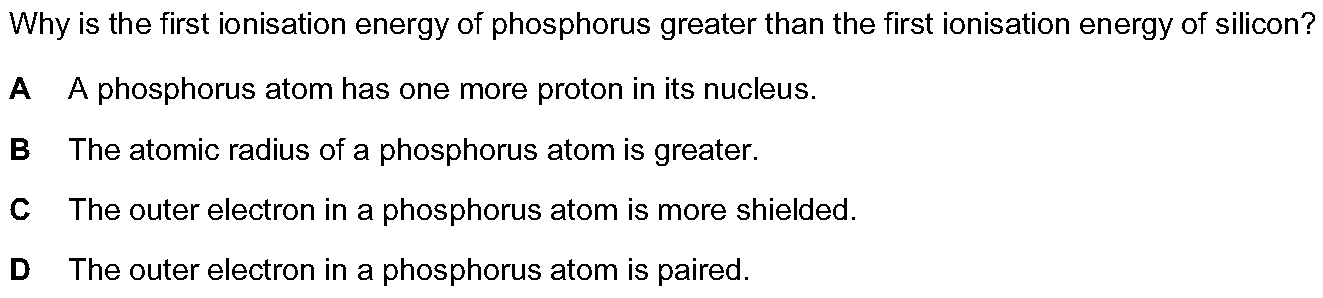 Why is the first ionisation energy of phosphorus greater than the first ionisation energy of silicon?
A A phosphorus atom has one more proton in its nucleus.
B The atomic radius of a phosphorus atom is greater.
C The outer electron in a phosphorus atom is more shielded.
D The outer electron in a phosphorus atom is paired.